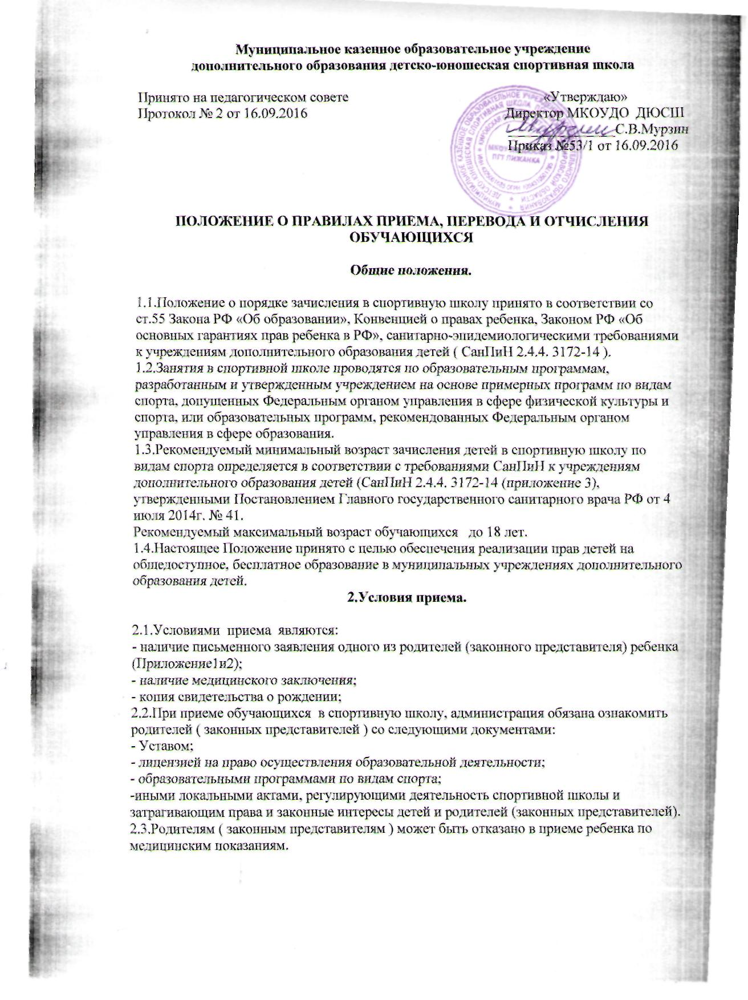 Муниципальное казенное образовательное учреждение
дополнительного образования детско-юношеская спортивная школа
Принято на педагогическом совете «Утверждаю»
Протокол № 2 от 16.09.2016 Директор МКОУДО ДЮСШ
С.В.Мурзин
Приказ №53/1 от 16.09.2016
ПГТ ПИЖАНКА
ПОЛОЖЕНИЕ О ПРАВИЛАХ ПРИЕМА, ПЕРЕВОДА И ОТЧИСЛЕНИЯ
ОБУЧАЮЩИХСЯ
Общие положения.
1.1.Положение о порядке зачисления в спортивную школу принято в соответствии со
ст.55 Закона РФ «Об образовании», Конвенцией о правах ребенка, Законом РФ «Об
основных гарантиях прав ребенка в РФ», санитарно-эпидемиологическими требованиями
к учреждениям дополнительного образования детей ( СанПиН 2.4.4. 3172-14 ).
1.2.Занятия в спортивной школе проводятся по образовательным программам,
разработанным и утвержденным учреждением на основе примерных программ по видам
спорта, допущенных Федеральным органом управления в сфере физической культуры и
спорта, или образовательных программ, рекомендованных Федеральным органом
управления в сфере образования.
1.3.Рекомендуемый минимальный возраст зачисления детей в спортивную школу по
видам спорта определяется в соответствии с требованиями СанПиН к учреждениям
дополнительного образования детей (СанПиН 2.4.4. 3172-14 (приложение 3),
утвержденными Постановлением Главного государственного санитарного врача РФ от 4
июля 2014г. № 41.
Рекомендуемый максимальный возраст обучающихся до 18 лет.
1.4.Настоящее Положение принято с целью обеспечения реализации прав детей на
общедоступное, бесплатное образование в муниципальных учреждениях дополнительного
образования детей.
2.Условия приема.
2.1.Условиями приема являются:
- наличие письменного заявления одного из родителей (законного представителя) ребенка
(Приложение1и2);
- наличие медицинского заключения;
- копия свидетельства о рождении;
2.2.При приеме обучающихся в спортивную школу, администрация обязана ознакомить
родителей ( законных представителей ) со следующими документами:
- Уставом;
- лицензией на право осуществления образовательной деятельности;
- образовательными программами по видам спорта;
-иными локальными актами, регулирующими деятельность спортивной школы и
затрагивающим права и законные интересы детей и родителей (законных представителей).
2.3.Родителям ( законным представителям ) может быть отказано в приеме ребенка по
медицинским показаниям.